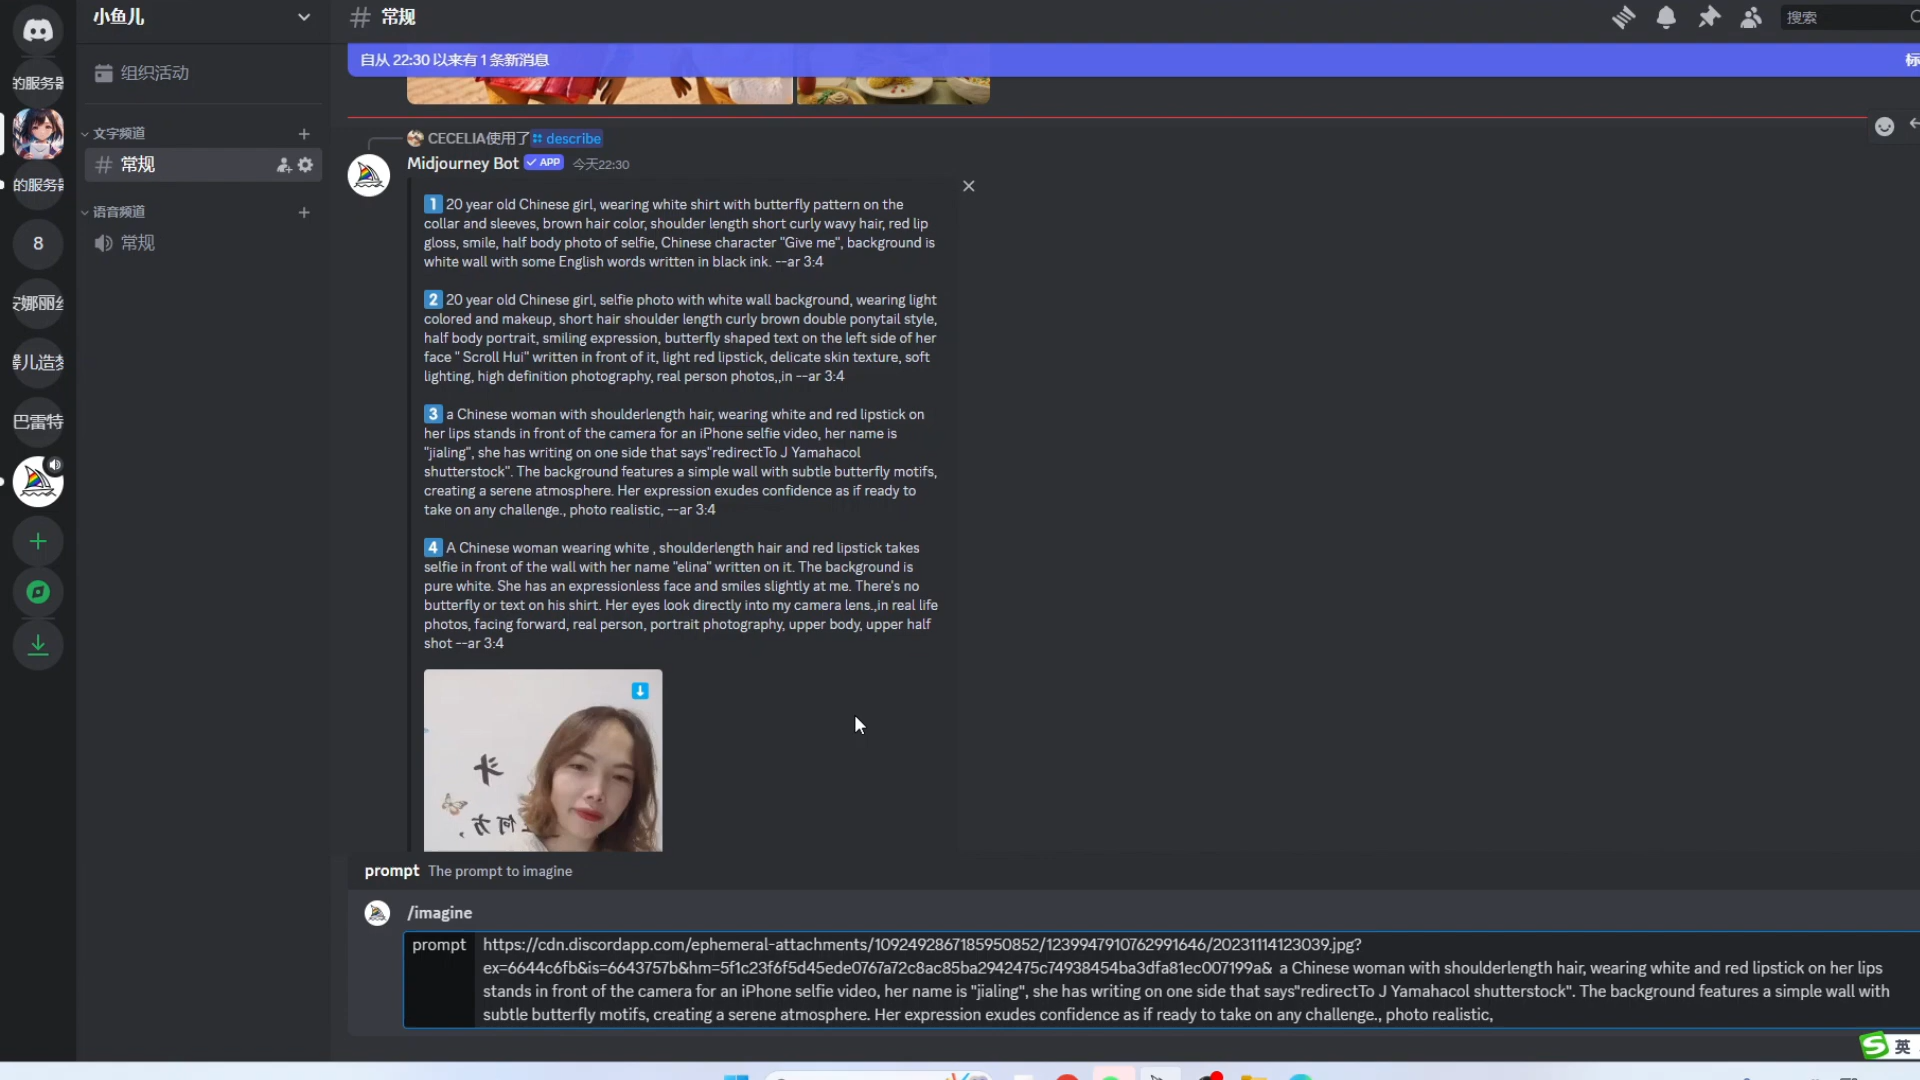 小鱼儿
# 常规
搜索
自从 22:30 以来有 1 条新消息
标
组织活动
的服务器
文字频道
# 常规
的服务器
语音频道
常规
8
巴雷特
CECELIA使用了 describe
Midjourney Bot APP 今天22:30
1 20 year old Chinese girl, wearing white shirt with butterfly pattern on the
collar and sleeves, brown hair color, shoulder length short curly wavy hair, red lip
gloss, smile, half body photo of selfie, Chinese character "Give me", background is
white wall with some English words written in black ink. --ar 3:4
2 20 year old Chinese girl, selfie photo with white wall background, wearing light
colored and makeup, short hair shoulder length curly brown double ponytail style,
half body portrait, smiling expression, butterfly shaped text on the left side of her
face " Scroll Hui" written in front of it, light red lipstick, delicate skin texture, soft
lighting, high definition photography, real person photos,,in --ar 3:4
3 a Chinese woman with shoulderlength hair, wearing white and red lipstick on
her lips stands in front of the camera for an iPhone selfie video, her name is
"jialing", she has writing on one side that says"redirectTo J Yamahacol
shutterstock". The background features a simple wall with subtle butterfly motifs,
creating a serene atmosphere. Her expression exudes confidence as if ready to
take on any challenge., photo realistic, --ar 3:4
4 A Chinese woman wearing white , shoulderlength hair and red lipstick takes
selfie in front of the wall with her name "elina" written on it. The background is
pure white. She has an expressionless face and smiles slightly at me. There's no
butterfly or text on his shirt. Her eyes look directly into my camera lens.,in real life
photos, facing forward, real person, portrait photography, upper body, upper half
shot --ar 3:4
prompt The prompt to imagine
/imagine
prompt https://cdn.discordapp.com/ephemeral-attachments/1092492867185950852/1239947910762991646/20231114123039.jpg?
ex=6644c6fb&is=6643757b&hm=5f1c23f6f5d45ede0767a72c8ac85ba2942475c74938454ba3dfa81ec007199a& a Chinese woman with shoulderlength hair, wearing white and red lipstick on her lips
stands in front of the camera for an iPhone selfie video, her name is "jialing", she has writing on one side that says"redirectTo J Yamahacol shutterstock". The background features a simple wall with
subtle butterfly motifs, creating a serene atmosphere. Her expression exudes confidence as if ready to take on any challenge., photo realistic,
英